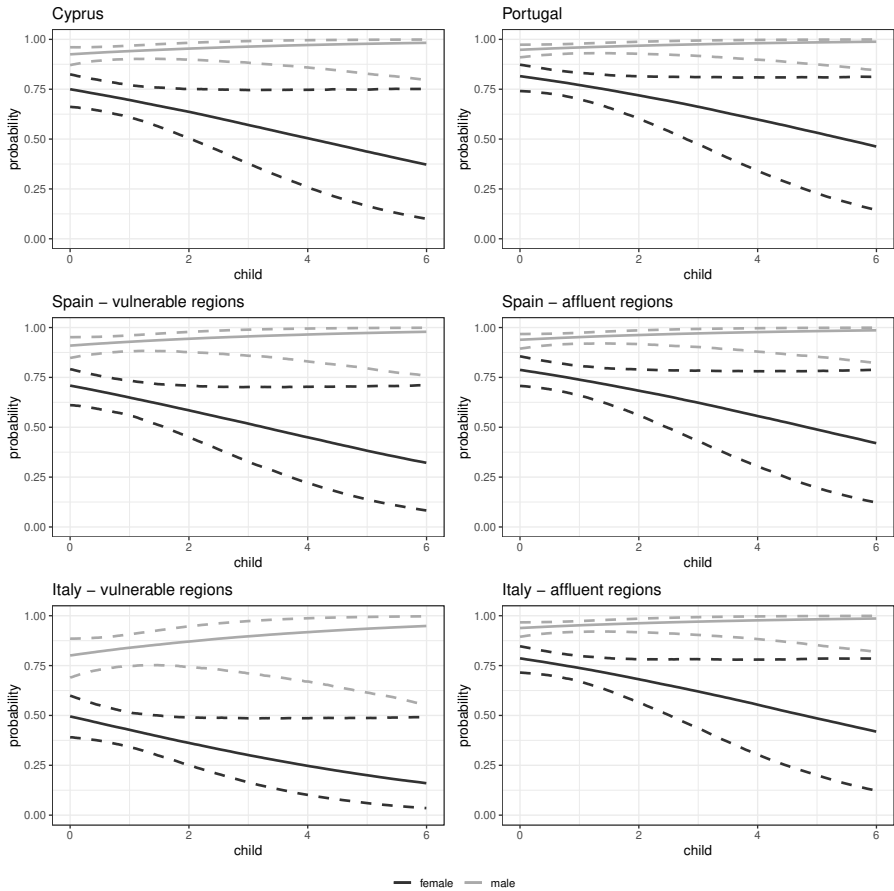 Cyprus
probability
1.00
0.75
0.50
0.25
0.00
0 2 4 6
child
Portugal
probability
1.00
0.75
0.50
0.25
0.00
0 2 4 6
child
Spain − vulnerable regions
probability
1.00
0.75
0.50
0.25
0.00
0 2 4 6
child
Spain − affluent regions
probability
1.00
0.75
0.50
0.25
0.00
0 2 4 6
child
Italy − vulnerable regions
probability
1.00
0.75
0.50
0.25
0.00
0 2 4 6
child
Italy − affluent regions
probability
1.00
0.75
0.50
0.25
0.00
0 2 4 6
child
female male